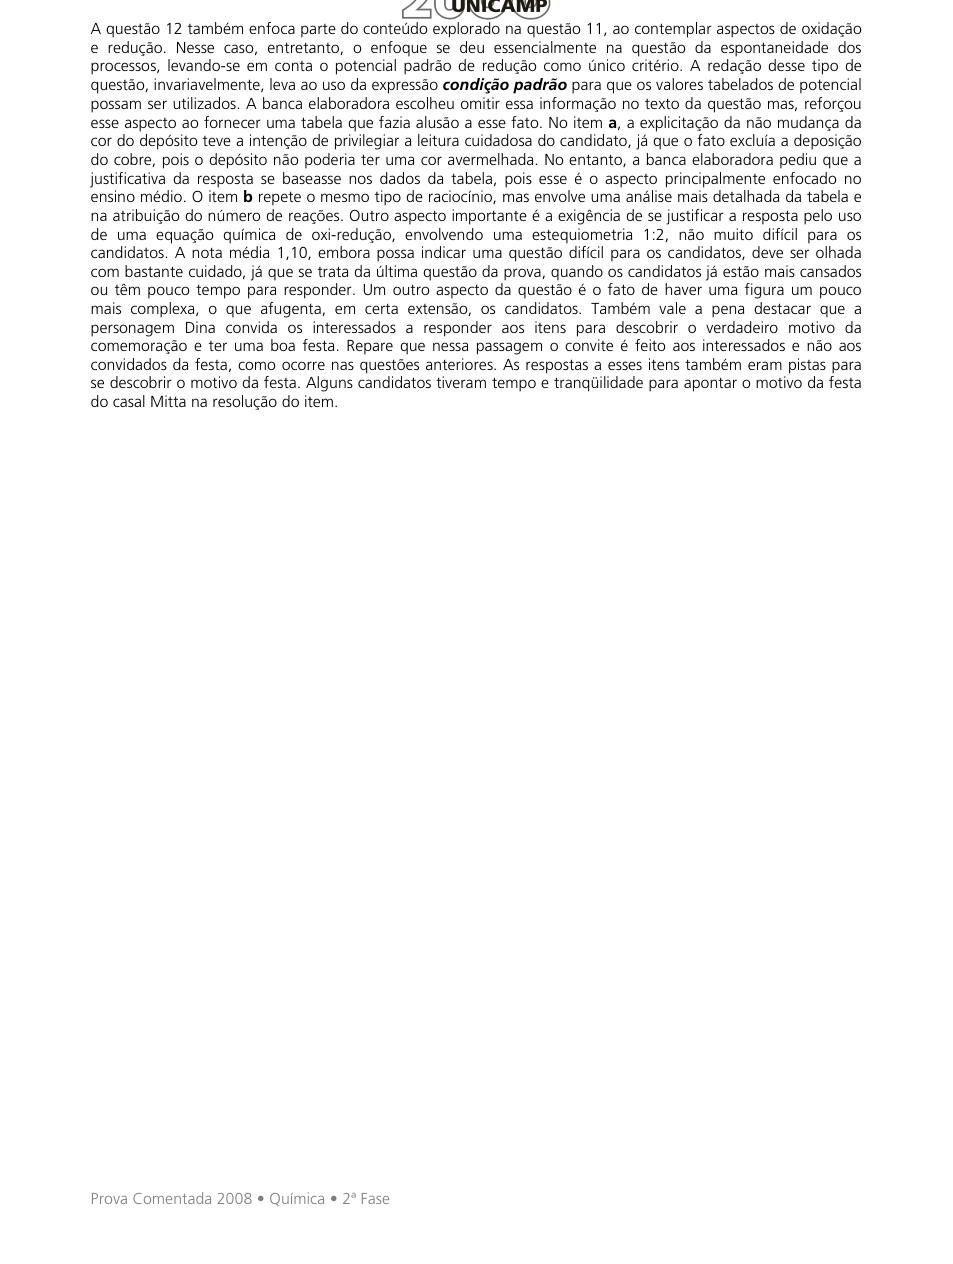 2008
UNICAMP
A questão 12 também enfoca parte do conteúdo explorado na questão 11, ao contemplar aspectos de oxidação
e redução. Nesse caso, entretanto, o enfoque se deu essencialmente na questão da espontaneidade dos
processos, levando-se em conta o potencial padrão de redução como único critério. A redação desse tipo de
questão, invariavelmente, leva ao uso da expressão condição padrão para que os valores tabelados de potencial
possam ser utilizados. A banca elaboradora escolheu omitir essa informação no texto da questão mas, reforçou
esse aspecto ao fornecer uma tabela que fazia alusão a esse fato. No item a, a explicitação da não mudança da
cor do depósito teve a intenção de privilegiar a leitura cuidadosa do candidato, já que o fato excluía a deposição
do cobre, pois o depósito não poderia ter uma cor avermelhada. No entanto, a banca elaboradora pediu que a
justificativa da resposta se baseasse nos dados da tabela, pois esse é o aspecto principalmente enfocado no
ensino médio. O item b repete o mesmo tipo de raciocínio, mas envolve uma análise mais detalhada da tabela e
na atribuição do número de reações. Outro aspecto importante é a exigência de se justificar a resposta pelo uso
de uma equação química de oxi-redução, envolvendo uma estequiometria 1:2, não muito difícil para os
candidatos. A nota média 1,10, embora possa indicar uma questão difícil para os candidatos, deve ser olhada
com bastante cuidado, já que se trata da última questão da prova, quando os candidatos já estão mais cansados
ou têm pouco tempo para responder. Um outro aspecto da questão é o fato de haver uma figura um pouco
mais complexa, o que afugenta, em certa extensão, os candidatos. Também vale a pena destacar que a
personagem Dina convida os interessados a responder aos itens para descobrir o verdadeiro motivo da
comemoração e ter uma boa festa. Repare que nessa passagem o convite é feito aos interessados e não aos
convidados da festa, como ocorre nas questões anteriores. As respostas a esses itens também eram pistas para
se descobrir o motivo da festa. Alguns candidatos tiveram tempo e tranqüilidade para apontar o motivo da festa
do casal Mitta na resolução do item.
Prova Comentada 2008 • Química • 2ª Fase